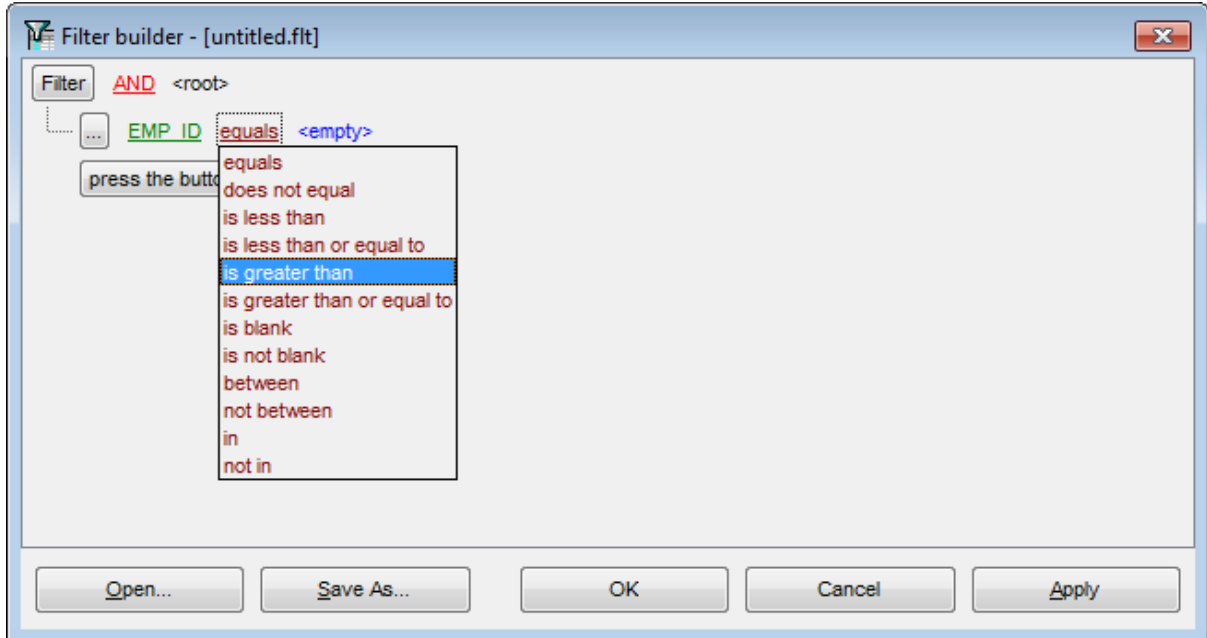 Filter builder - [untitled.flt]
Filter AND <root>
... EMP_ID equals <empty>
press the butto
equals
does not equal
is less than
is less than or equal to
is greater than
is greater than or equal to
is blank
is not blank
between
not between
in
not in
Open... Save As... OK Cancel Apply